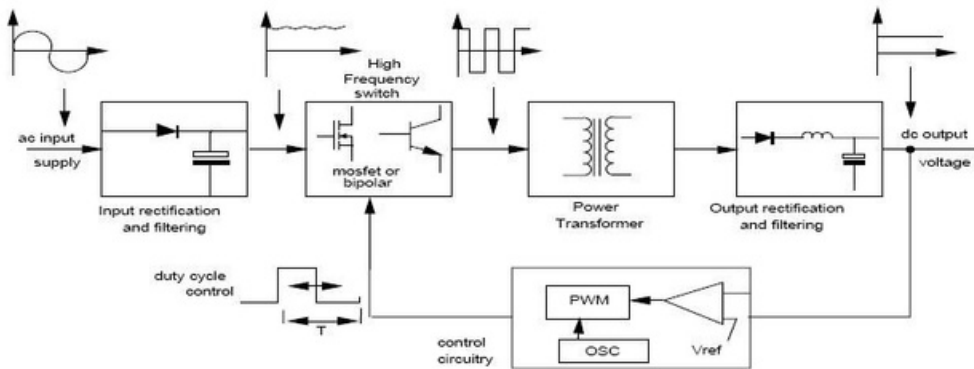 High
Frequency
switch
ac input
supply
mosfet or
bipolar
dc output
voltage
Input rectification
and filtering
Power
Transformer
Output rectification
and filtering
duty cycle
control
T
PWM
OSC
Vref
control
circuitry